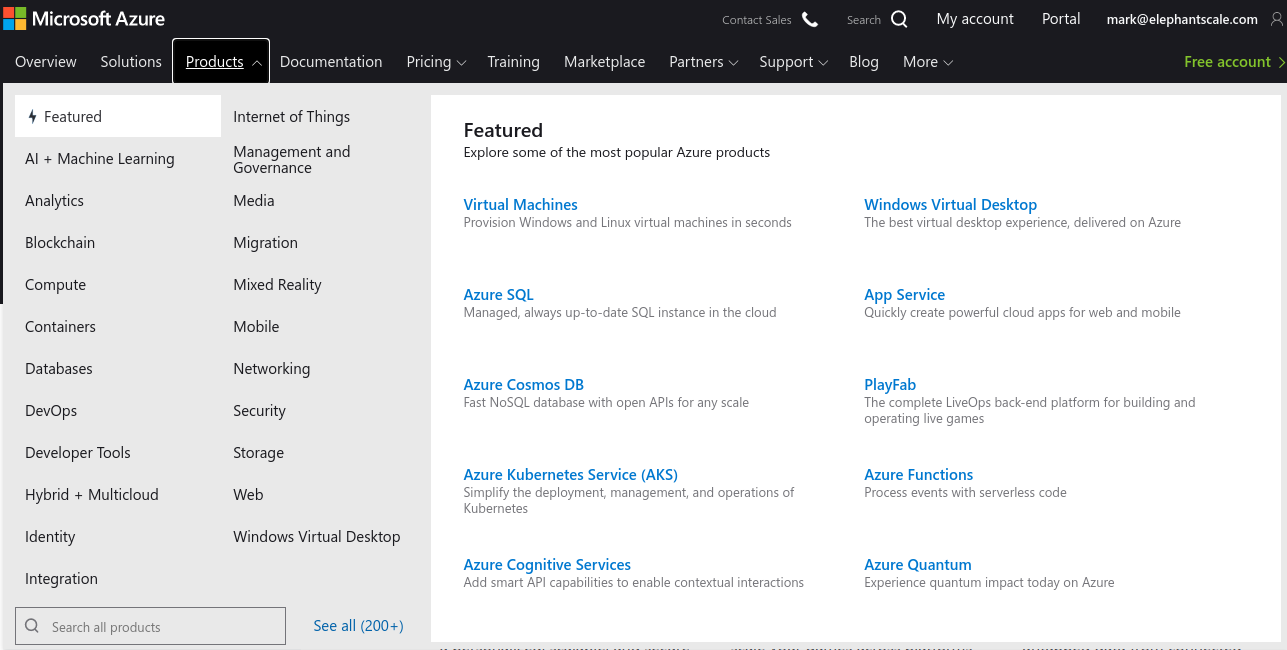 Microsoft Azure
Contact Sales Search My account Portal mark@elephantscale.com
Overview Solutions Products Documentation Pricing Training Marketplace Partners Support Blog More Free account
Featured
AI + Machine Learning
Analytics
Blockchain
Compute
Containers
Databases
DevOps
Developer Tools
Hybrid + Multicloud
Identity
Integration
Internet of Things
Management and
Governance
Media
Migration
Mixed Reality
Mobile
Networking
Security
Storage
Web
Windows Virtual Desktop
Search all products
See all (200+)
Featured
Explore some of the most popular Azure products
Virtual Machines
Provision Windows and Linux virtual machines in seconds
Windows Virtual Desktop
The best virtual desktop experience, delivered on Azure
Azure SQL
Managed, always up-to-date SQL instance in the cloud
App Service
Quickly create powerful cloud apps for web and mobile
Azure Cosmos DB
Fast NoSQL database with open APIs for any scale
PlayFab
The complete LiveOps back-end platform for building and
operating live games
Azure Kubernetes Service (AKS)
Simplify the deployment, management, and operations of
Kubernetes
Azure Functions
Process events with serverless code
Azure Cognitive Services
Add smart API capabilities to enable contextual interactions
Azure Quantum
Experience quantum impact today on Azure